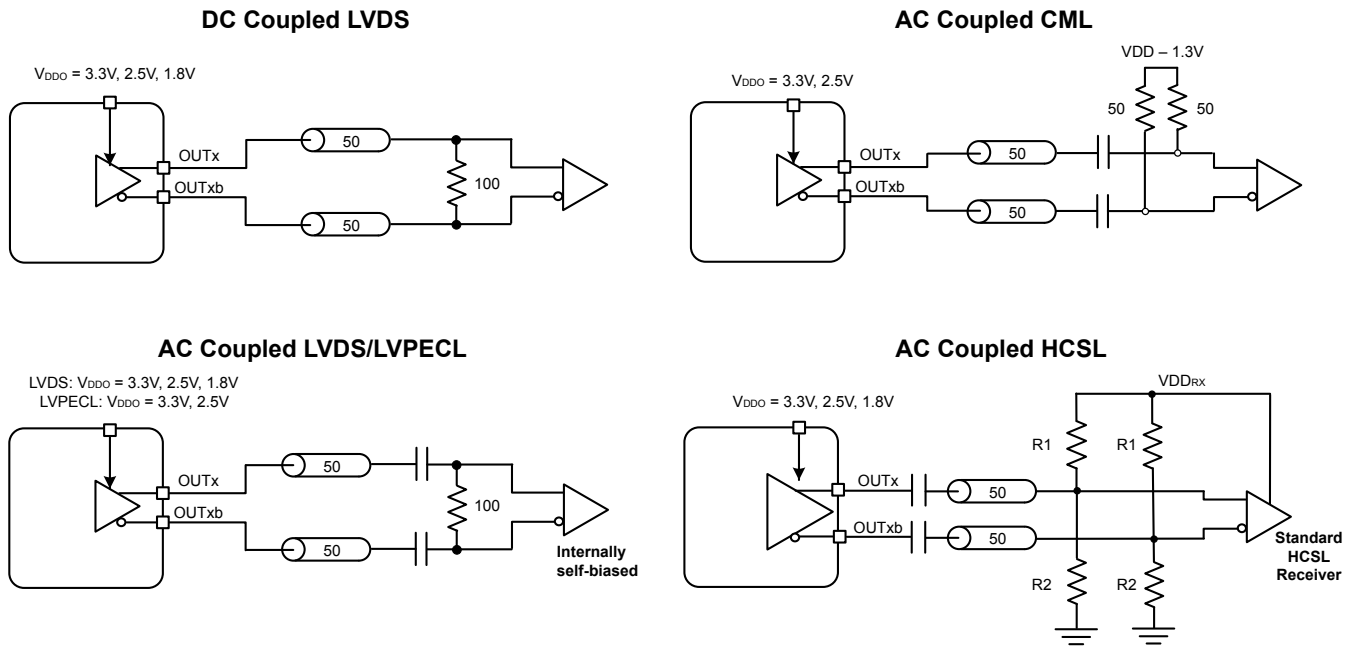 DC Coupled LVDS
VDDO = 3.3V, 2.5V, 1.8V
OUTx
OUTxb
50
50
100
AC Coupled CML
VDD – 1.3V
VDDO = 3.3V, 2.5V
50
50
OUTx
OUTxb
50
50
AC Coupled LVDS/LVPECL
LVDS: VDDO = 3.3V, 2.5V, 1.8V
LVPECL: VDDO = 3.3V, 2.5V
OUTx
OUTxb
50
50
100
Internally
self-biased
AC Coupled HCSL
VDDRX
VDDO = 3.3V, 2.5V, 1.8V
R1
R1
OUTx
OUTxb
50
50
R2
R2
Standard
HCSL
Receiver